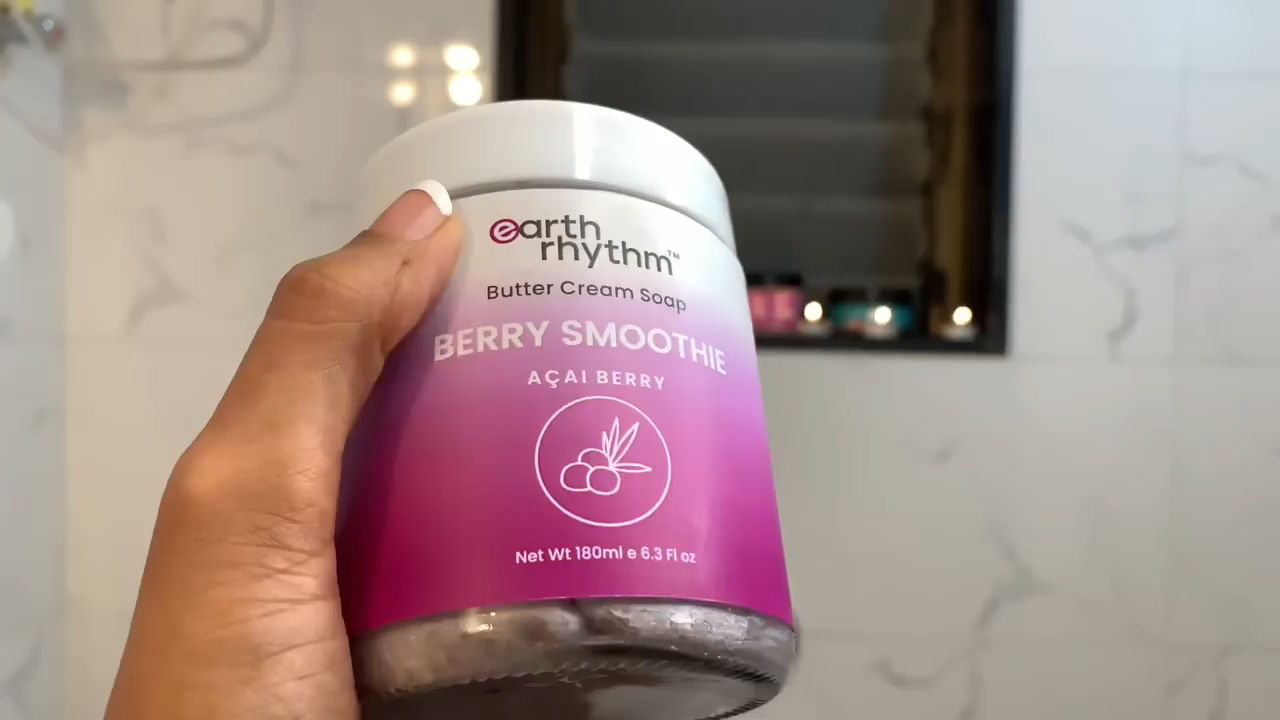 earth
rhythm™
Butter Cream Soap
BERRY SMOOTHIE
AÇAI BERRY
Net Wt 180ml e 6.3 Fl oz